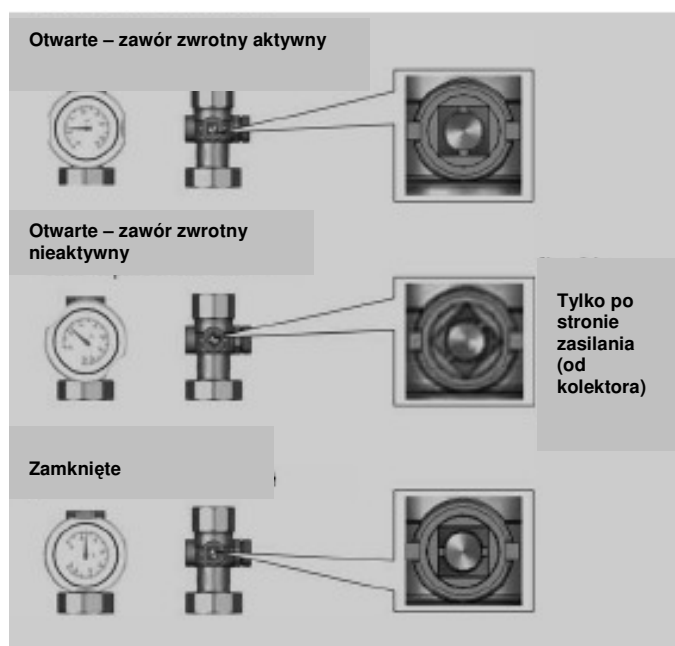 Otwarte – zawór zwrotny aktywny
Otwarte – zawór zwrotny
nieaktywny
Tylko po
stronie
zasilania
(od
kolektora)
Zamknięte